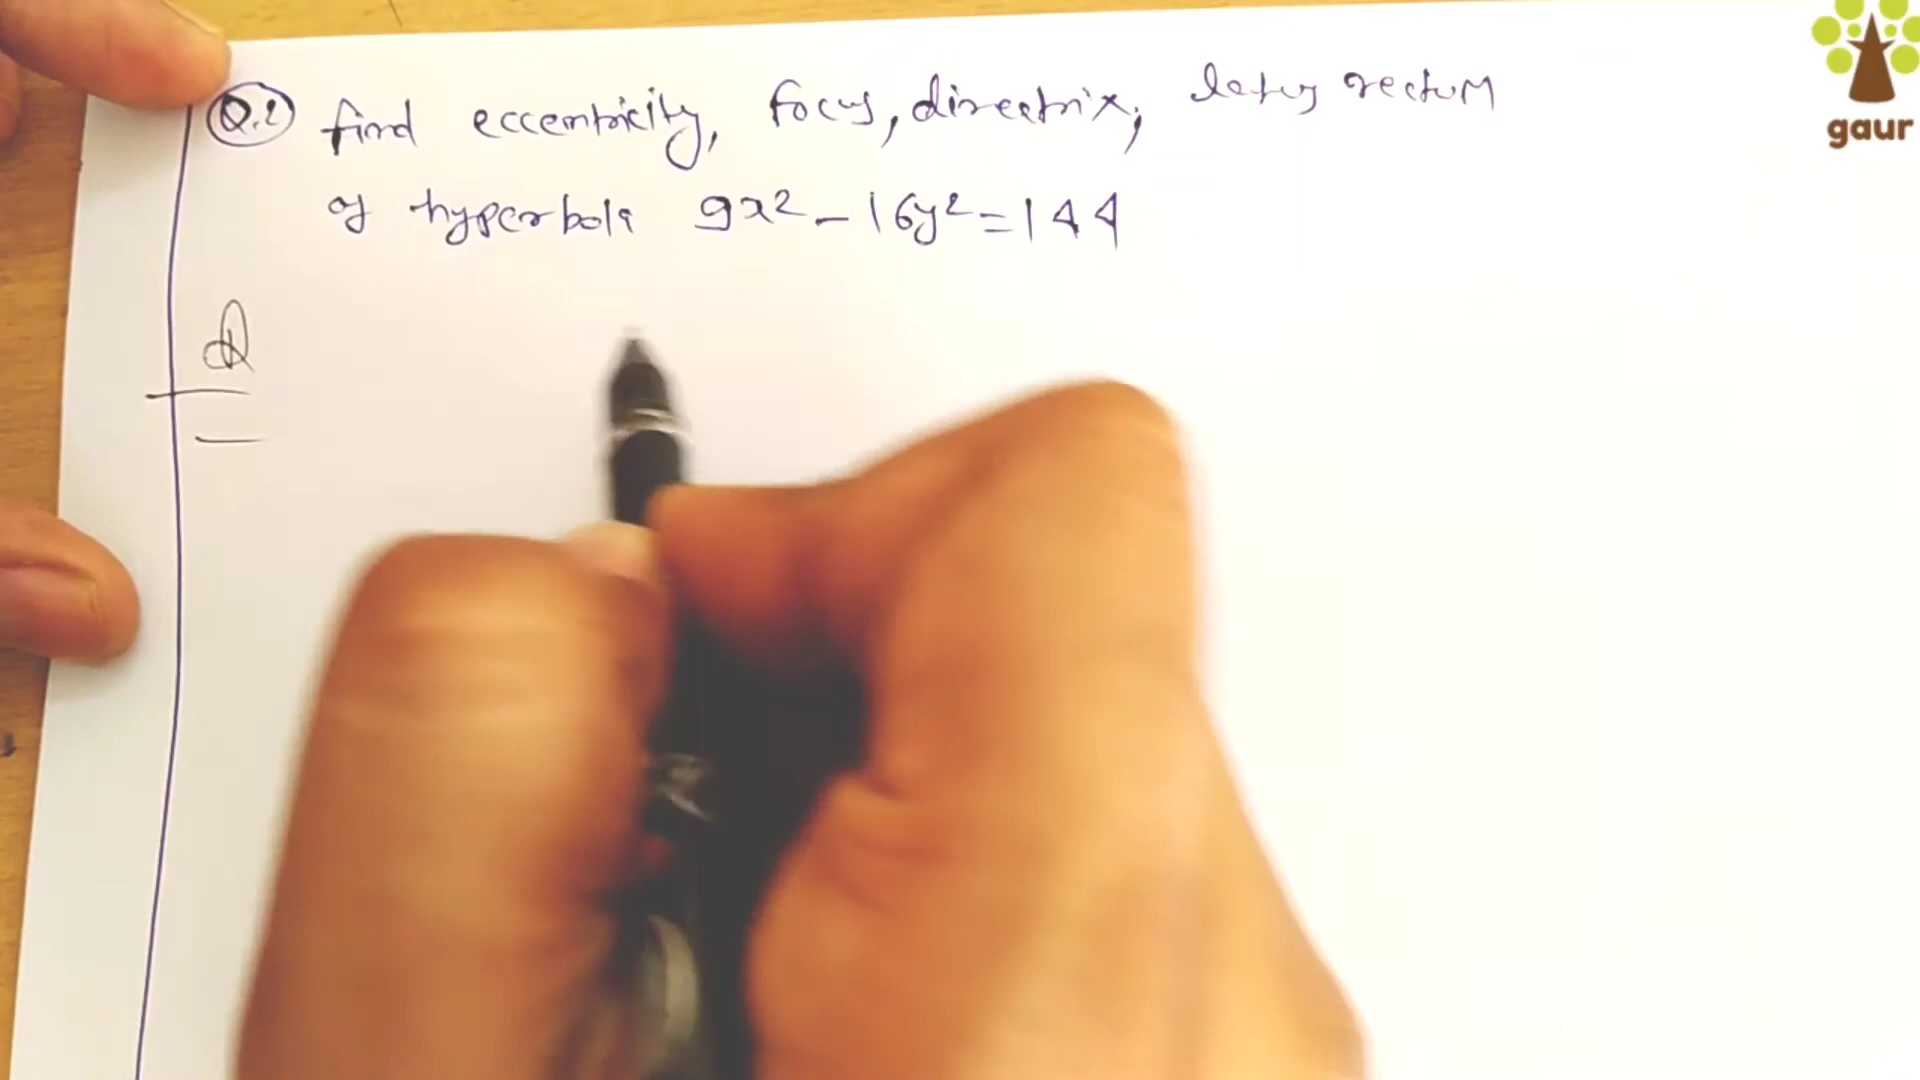 Q.2 find eccentricity, focus, directrix, latus rectum
of hyperbola 9x² - 16y² = 144
gaur